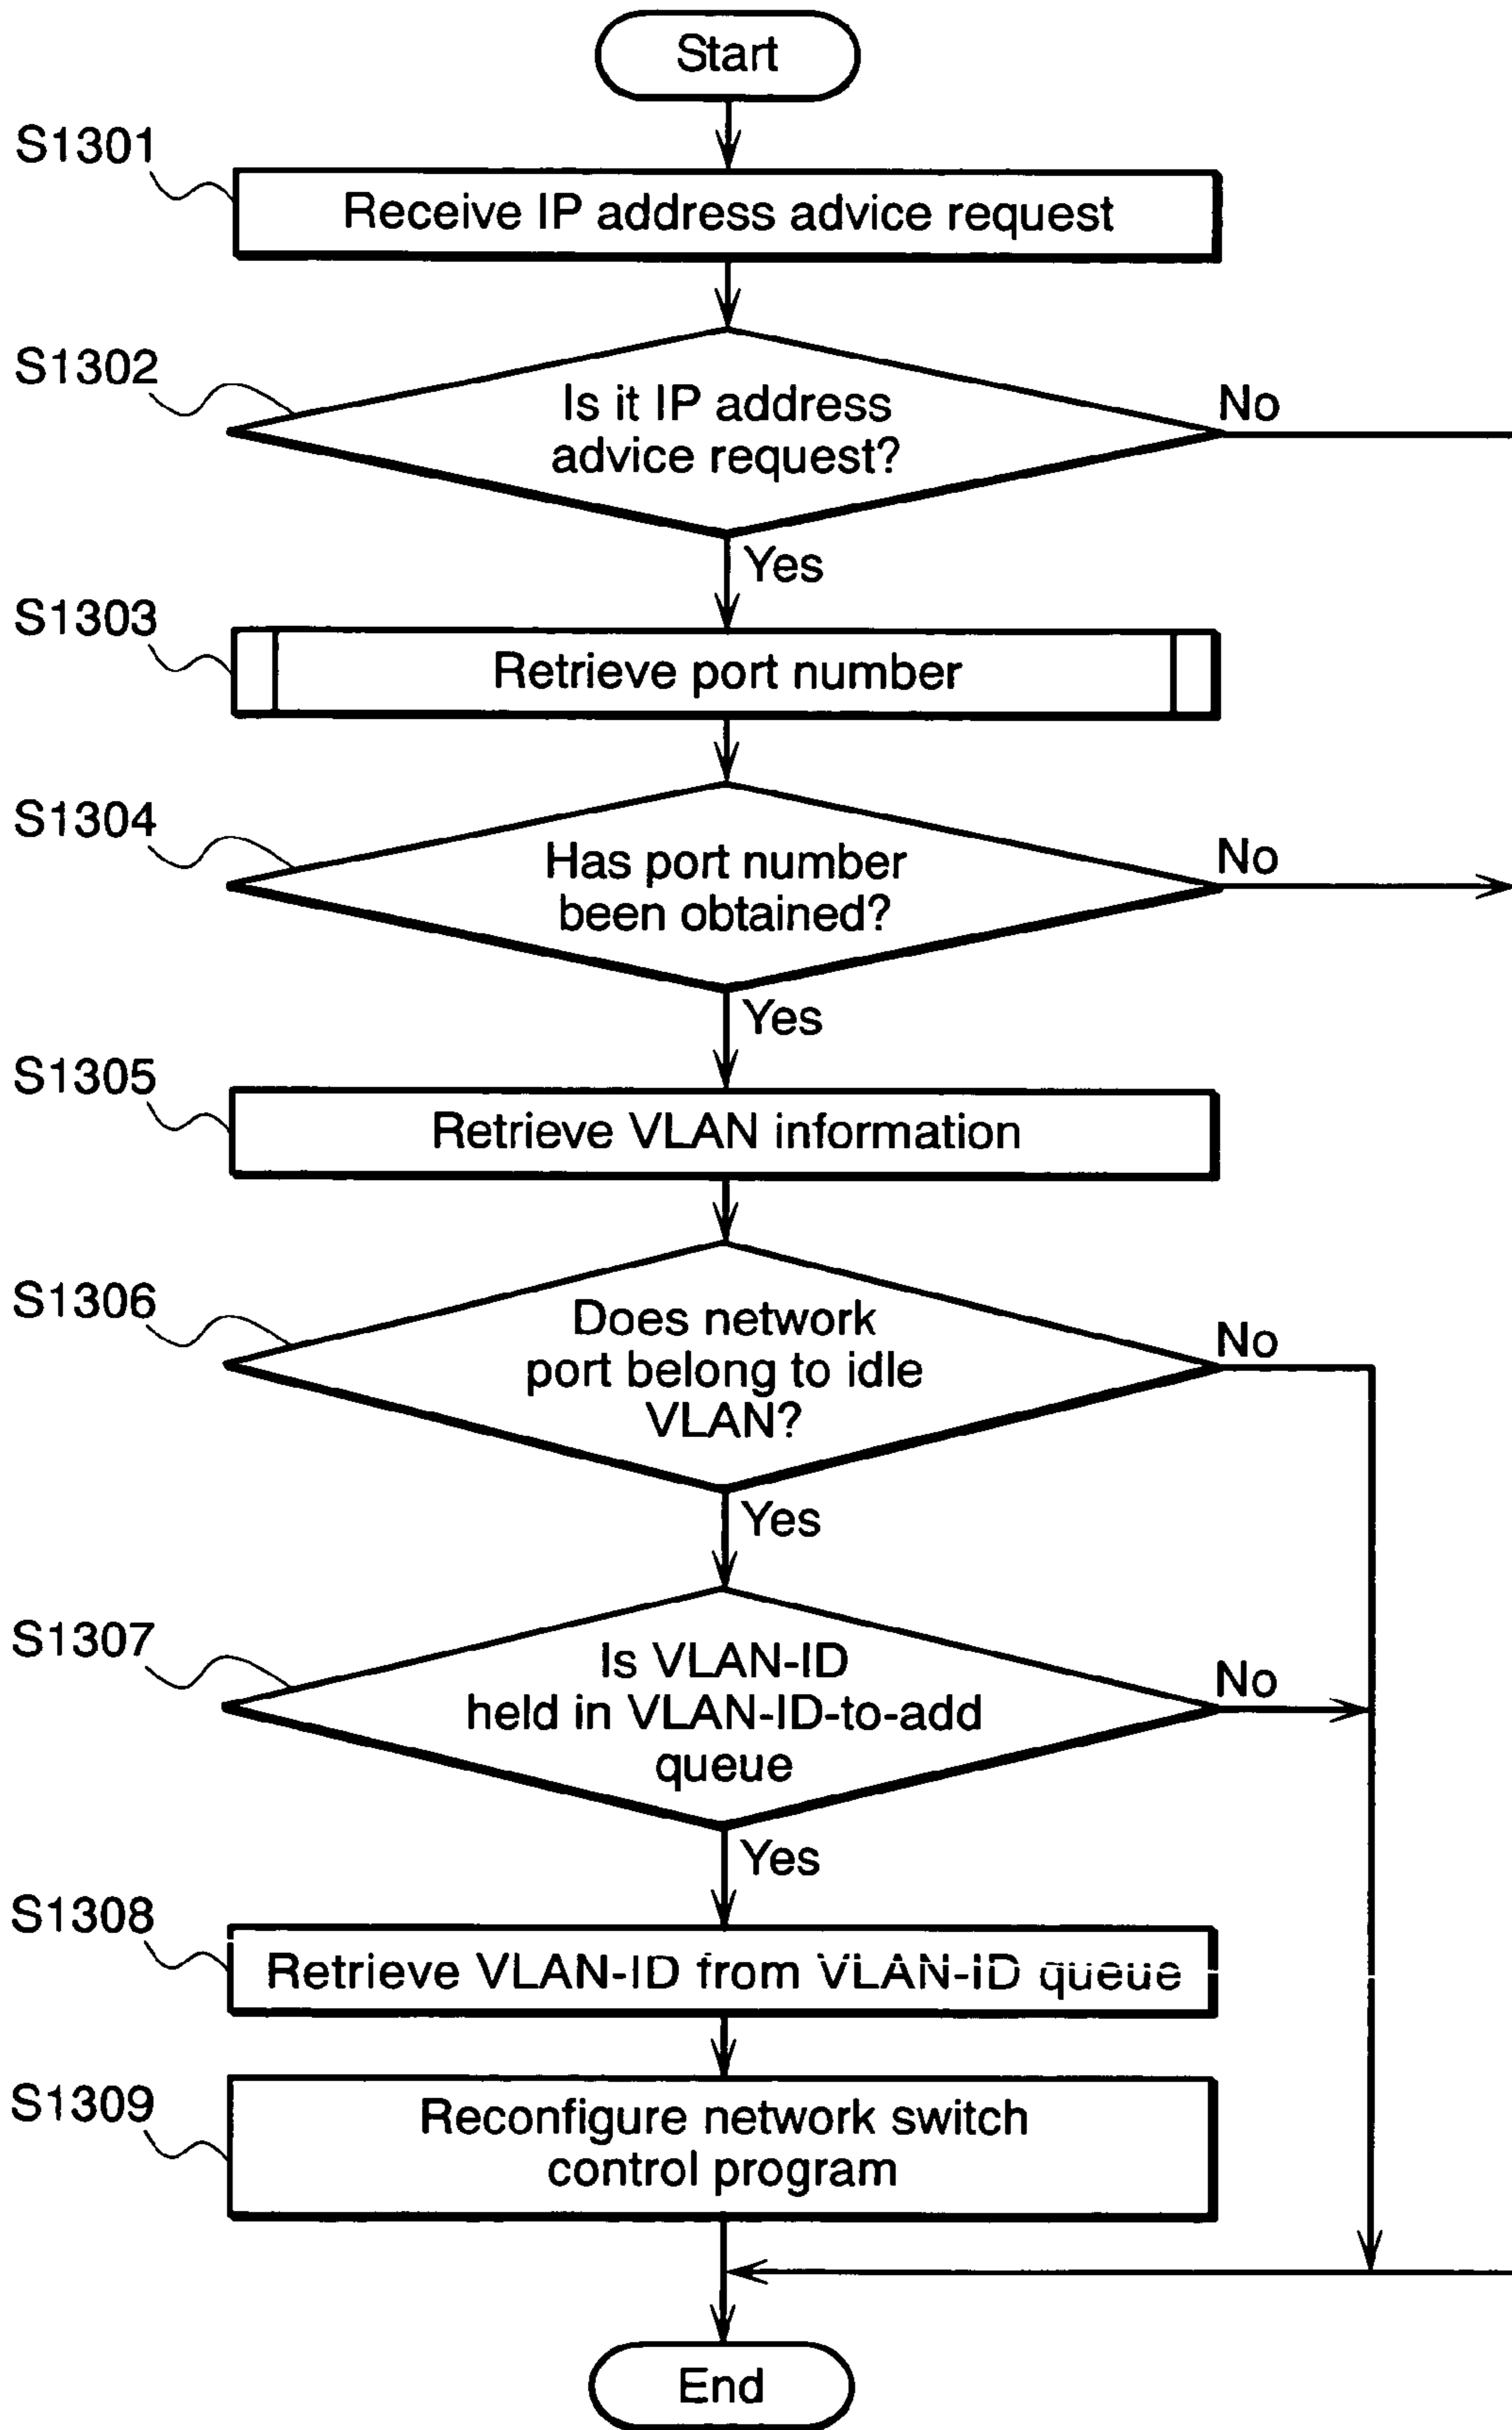 Start
S1301
Receive IP address advice request
S1302
Is it IP address
advice request?
No
Yes
S1303
Retrieve port number
S1304
Has port number
been obtained?
No
Yes
S1305
Retrieve VLAN information
S1306
Does network
port belong to idle
VLAN?
No
Yes
S1307
Is VLAN-ID
held in VLAN-ID-to-add
queue
No
Yes
S1308
Retrieve VLAN-ID from VLAN-ID queue
S1309
Reconfigure network switch
control program
End